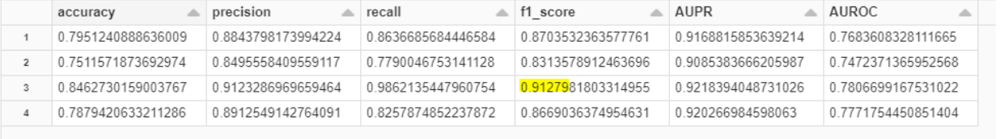 accuracy precision recall f1_score AUPR AUROC
1 0.7951240888636009 0.8843798173994224 0.8636685684446584 0.8703532363577761 0.9168815853639214 0.7683608328111665
2 0.7511571873692974 0.8495558409559117 0.7790046753141128 0.8313578912463696 0.9085383666205987 0.7472371365952568
3 0.8462730159003767 0.9123286969659464 0.9862135447960754 0.9127981803314955 0.9218394048731026 0.7806699167531022
4 0.7879420633211286 0.8912549142764091 0.8257874852237872 0.8669036374954631 0.920266984598063 0.7771754450851404